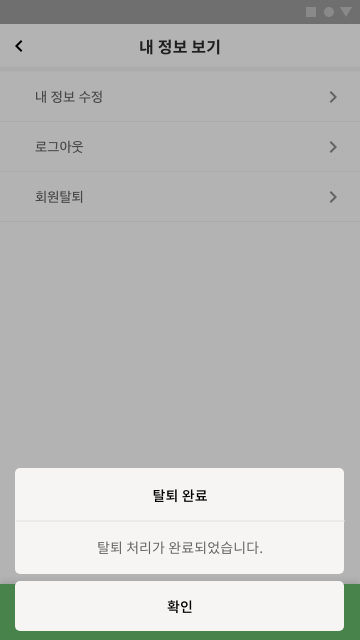 내 정보 보기
내 정보 수정
로그아웃
회원탈퇴
탈퇴 완료
탈퇴 처리가 완료되었습니다.
확인